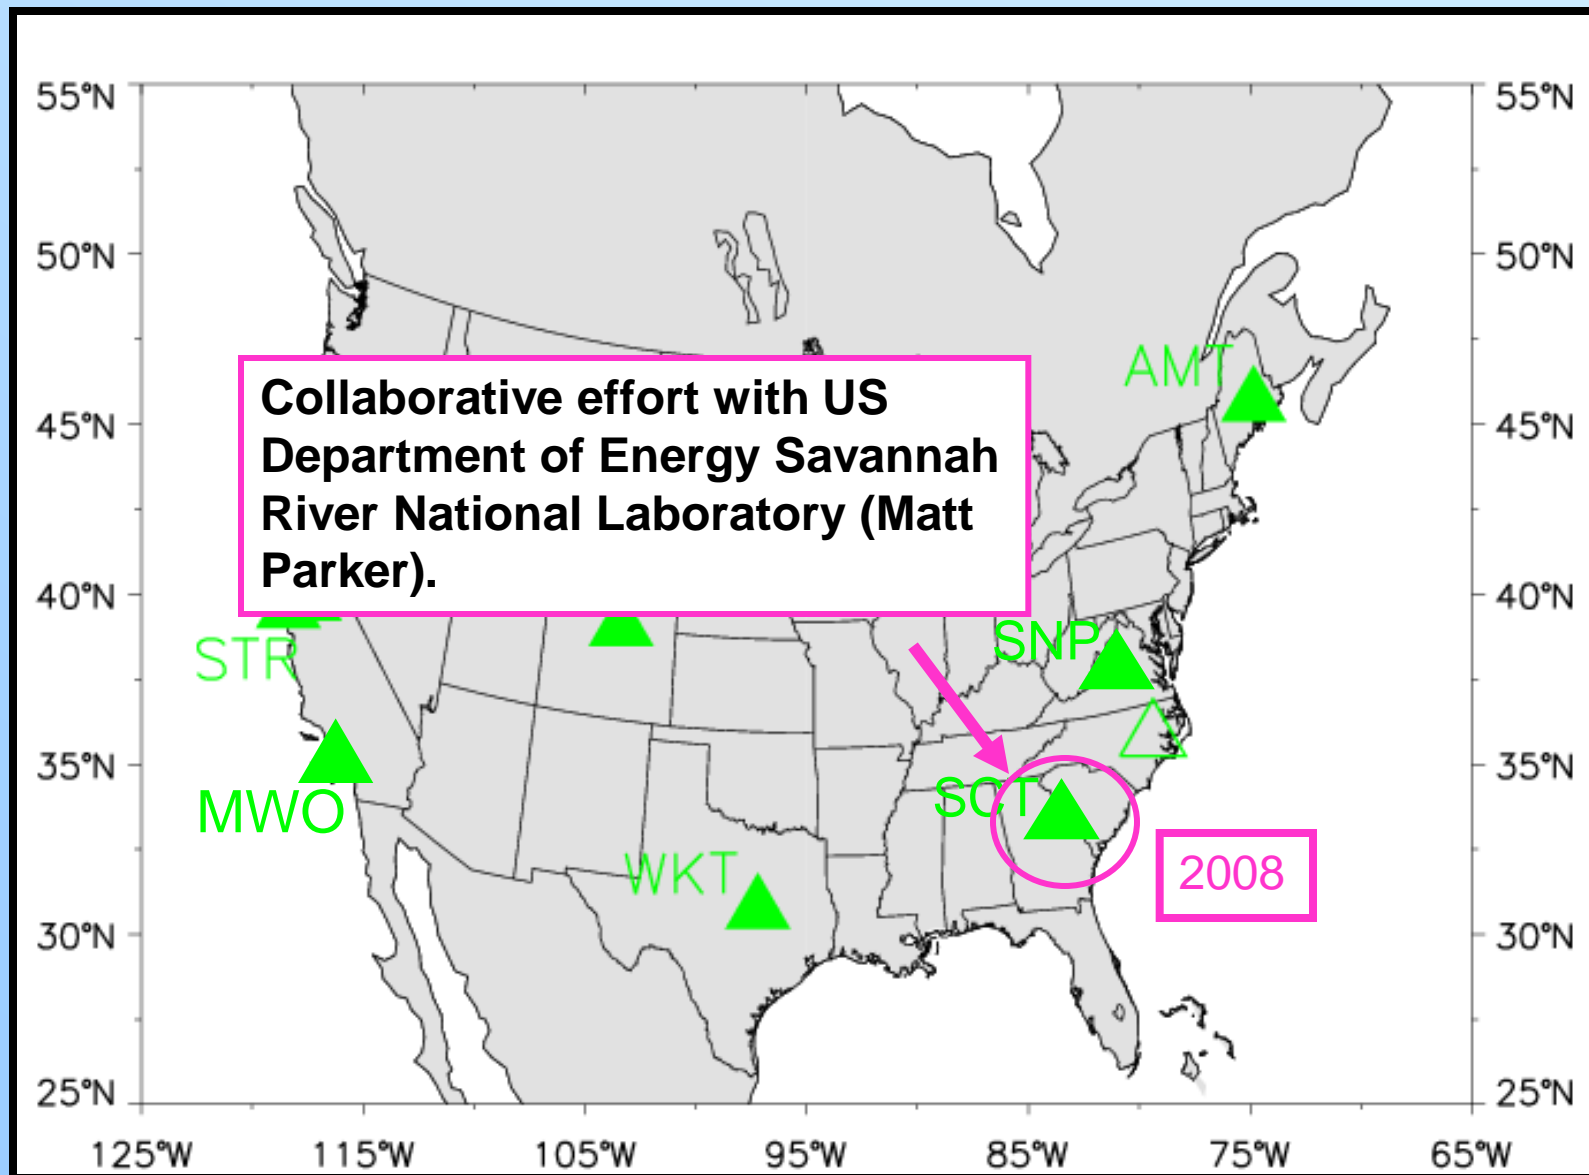 55°N
55°N
50°N
50°N
AMT
Collaborative effort with US
Department of Energy Savannah
River National Laboratory (Matt
Parker).
45°N
45°N
40°N
40°N
STR
SNP
35°N
35°N
MWO
SCT
WKT
2008
30°N
30°N
25°N
25°N
125°W
115°W
105°W
95°W
85°W
75°W
65°W